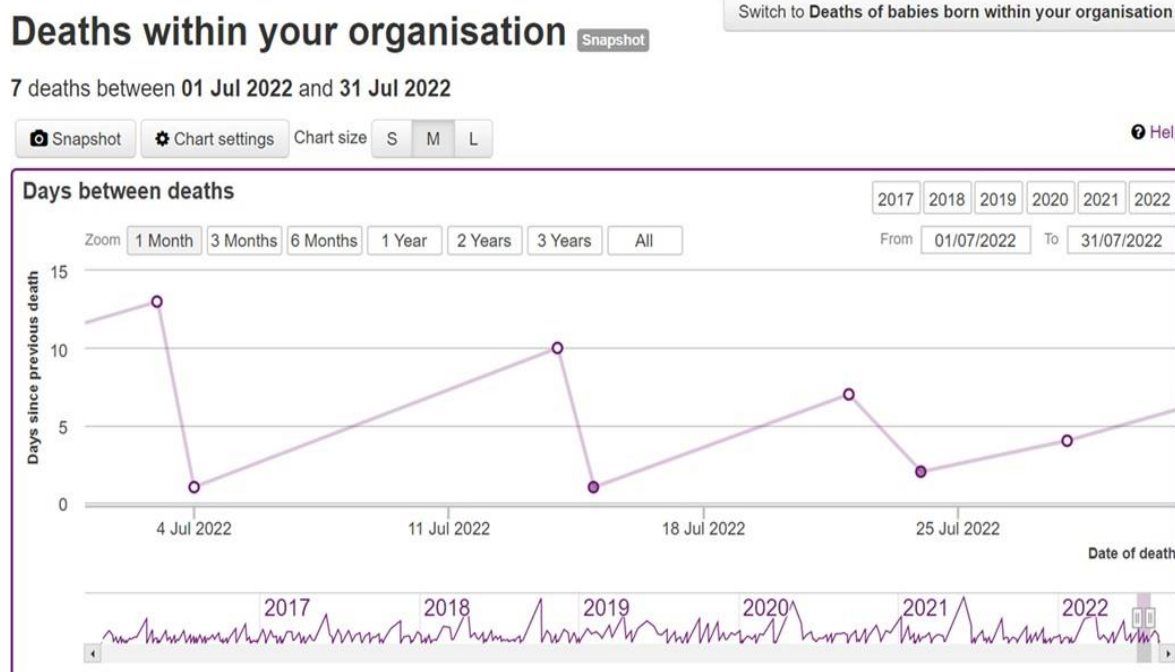 Switch to Deaths of babies born within your organisation
Deaths within your organisation Snapshot
7 deaths between 01 Jul 2022 and 31 Jul 2022
Snapshot Chart settings Chart size S M L
Hel
Days between deaths
2017 2018 2019 2020 2021 2022
Zoom 1 Month 3 Months 6 Months 1 Year 2 Years 3 Years All
From 01/07/2022 To 31/07/2022
Days since previous death
15
10
5
0
4 Jul 2022 11 Jul 2022 18 Jul 2022 25 Jul 2022
Date of death
2017 2018 2019 2020 2021 2022